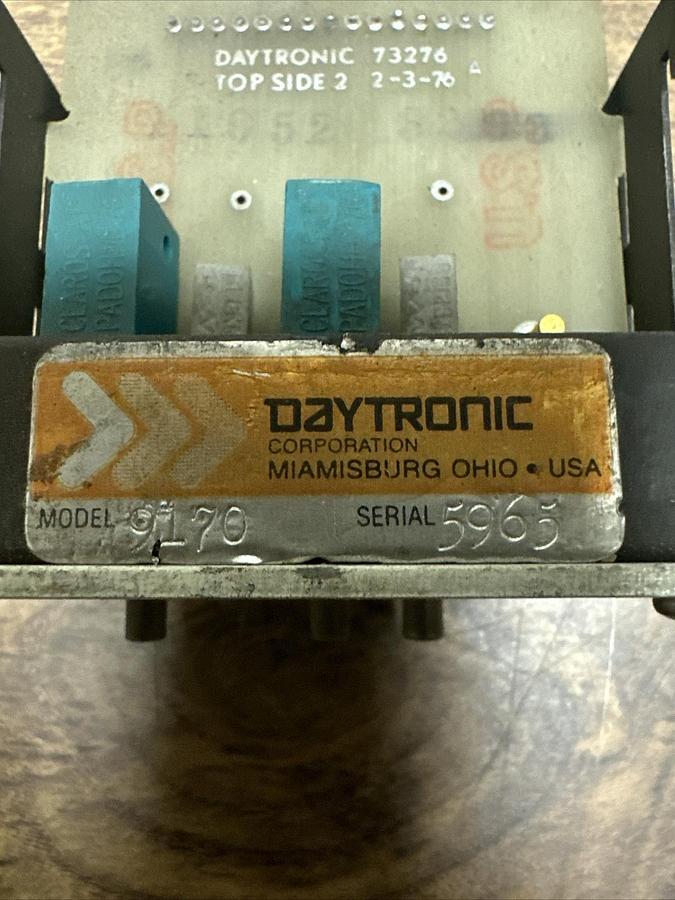 DAYTRONIC 73276
TOP SIDE 2 2-3-76
DAYTRONIC
CORPORATION
MIAMISBURG OHIO • USA
MODEL 9170 SERIAL 5965